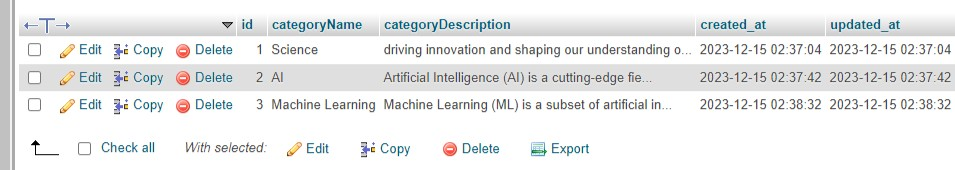 id categoryName categoryDescription created_at updated_at
Edit Copy Delete 1 Science driving innovation and shaping our understanding o... 2023-12-15 02:37:04 2023-12-15 02:37:04
Edit Copy Delete 2 AI Artificial Intelligence (AI) is a cutting-edge fie... 2023-12-15 02:37:42 2023-12-15 02:37:42
Edit Copy Delete 3 Machine Learning Machine Learning (ML) is a subset of artificial in... 2023-12-15 02:38:32 2023-12-15 02:38:32
Check all With selected: Edit Copy Delete Export